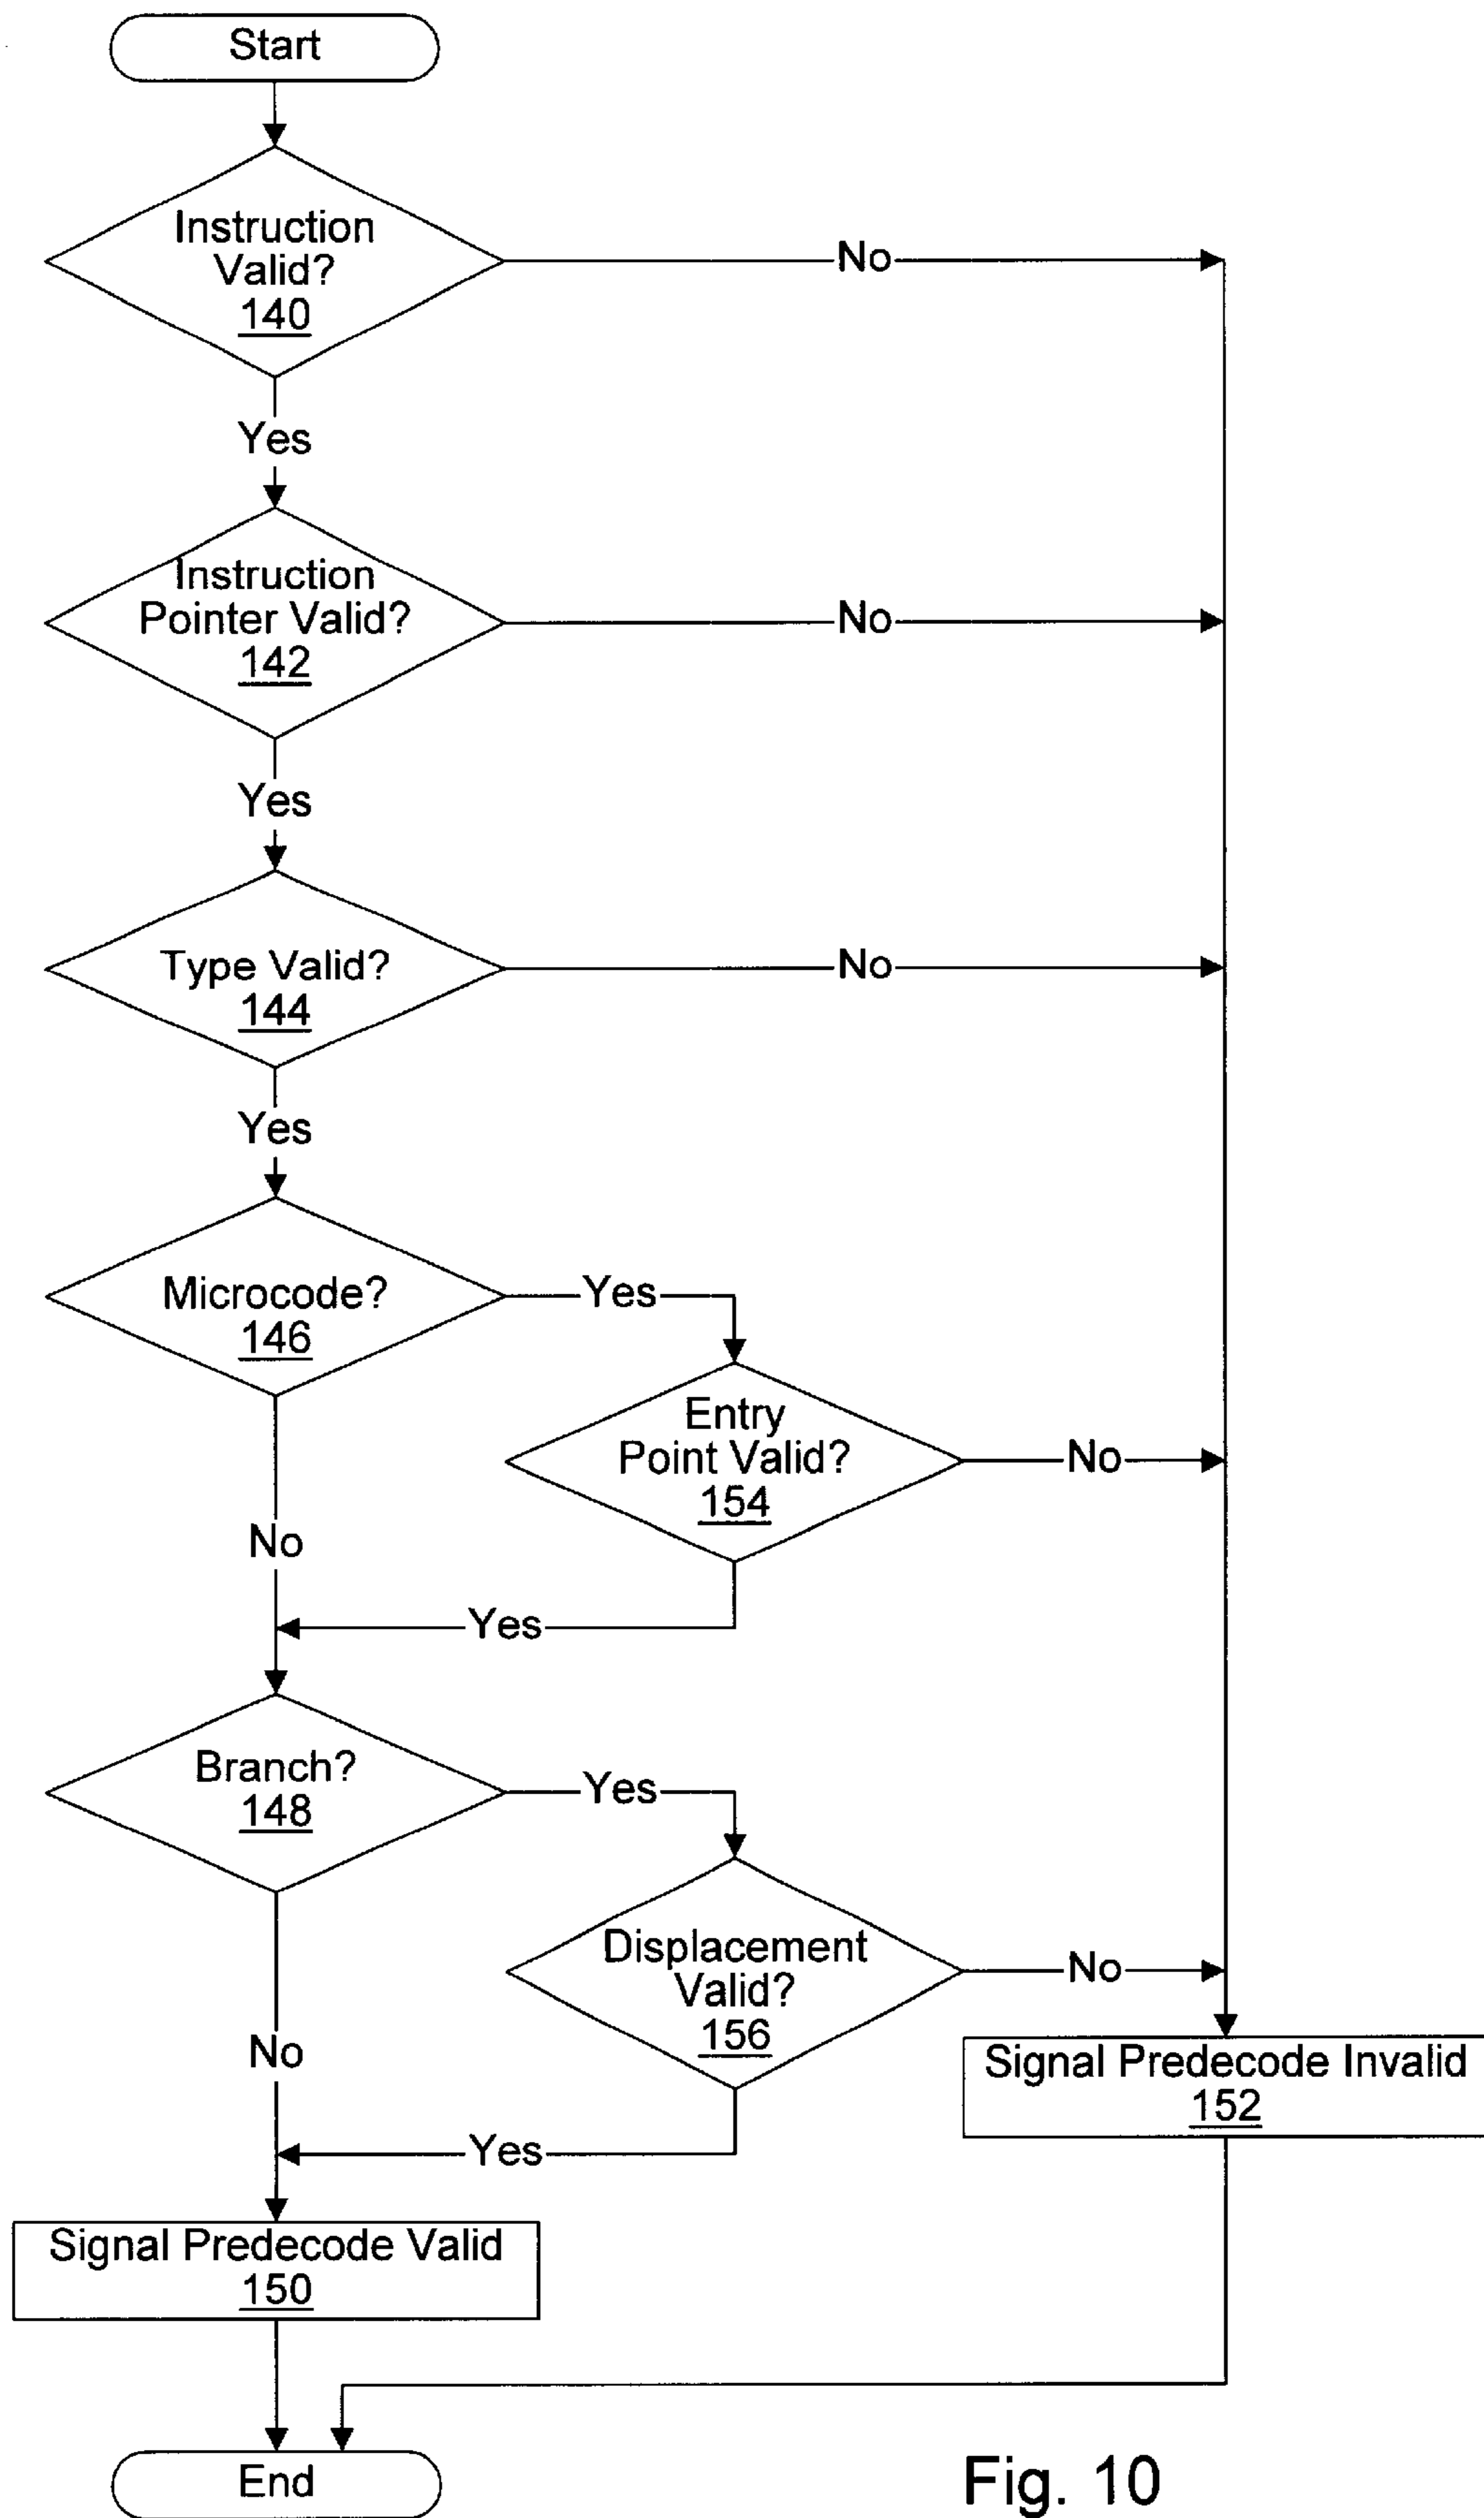 Start
Instruction
Valid?
140
No
Yes
Instruction
Pointer Valid?
142
No
Yes
Type Valid?
144
No
Yes
Microcode?
146
Yes
Entry
Point Valid?
154
No
No
Yes
Branch?
148
Yes
Displacement
Valid?
156
No
No
Signal Predecode Invalid
152
Yes
Signal Predecode Valid
150
End
Fig. 10